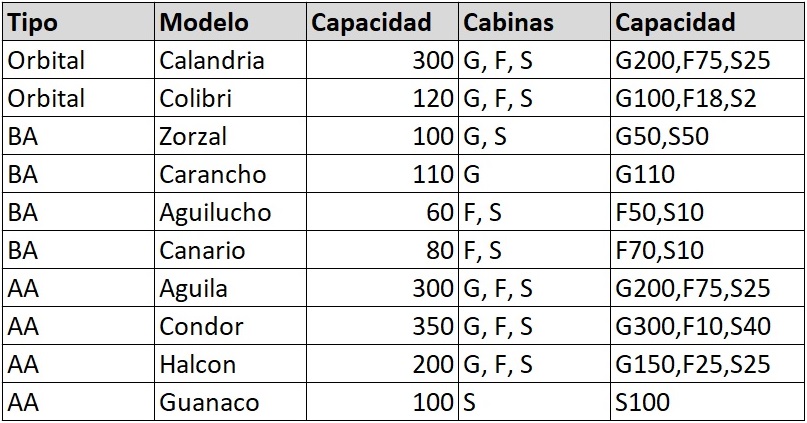 Tipo Modelo Capacidad Cabinas Capacidad
Orbital Calandria 300 G, F, S G200,F75,S25
Orbital Colibri 120 G, F, S G100,F18,S2
BA Zorzal 100 G, S G50,S50
BA Carancho 110 G G110
BA Aguilucho 60 F, S F50,S10
BA Canario 80 F, S F70,S10
AA Aguila 300 G, F, S G200,F75,S25
AA Condor 350 G, F, S G300,F10,S40
AA Halcon 200 G, F, S G150,F25,S25
AA Guanaco 100 S S100